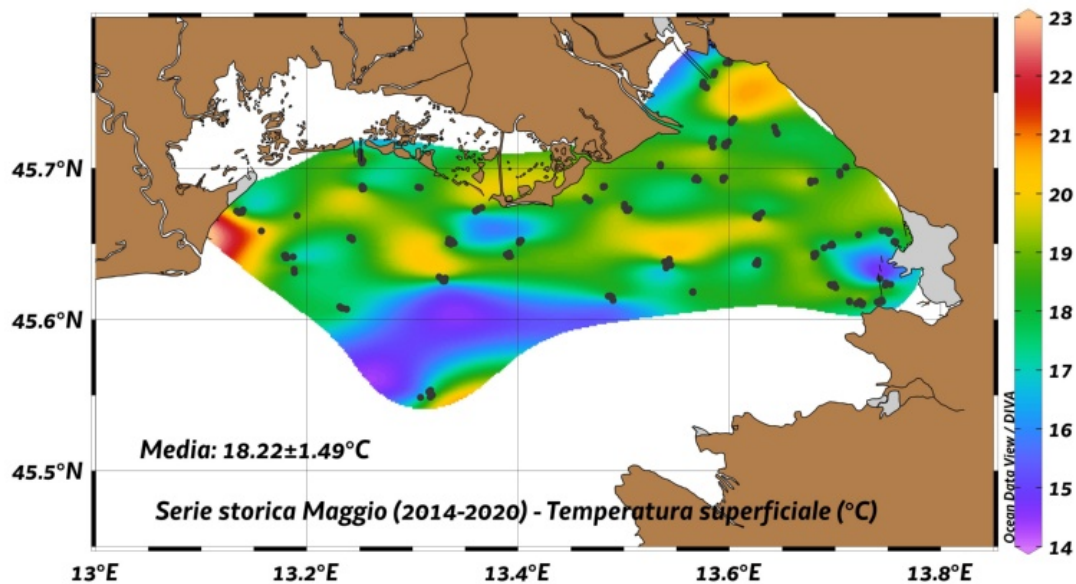 23
22
21
20
19
18
17
16
15
14
Ocean Data View / DIVA
45.7°N
45.6°N
45.5°N
Media: 18.22±1.49°C
Serie storica Maggio (2014-2020) - Temperatura superficiale (°C)
13°E
13.2°E
13.4°E
13.6°E
13.8°E